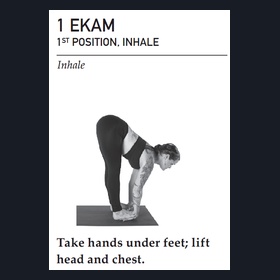 1 EKAM
1ST POSITION, INHALE
Inhale
Take hands under feet; lift
head and chest.